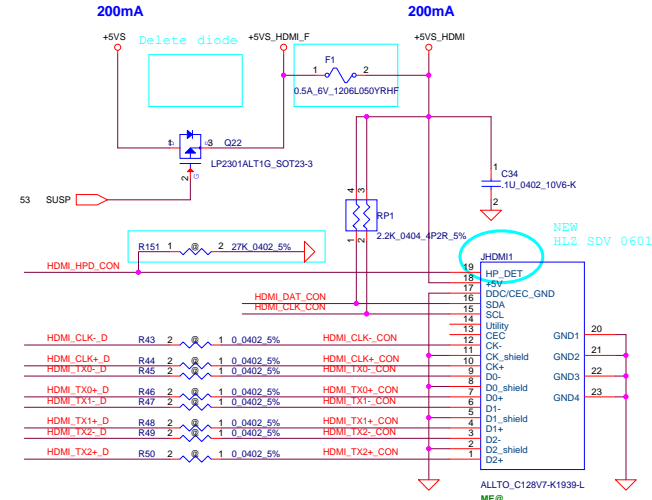 200mA
200mA
+5VS
Delete diode
+5VS_HDMI_F
+5VS_HDMI
F1
1
2
0.5A_6V_1206L050YRHF
3
Q22
LP2301ALT1G_SOT23-3
2
G
53
SUSP
1
C34
.1U_0402_10V6-K
2
4
3
RP1
2.2K_0404_4P2R_5%
1
2
NEW
HLZ SDV 0601
R151
1
@
2
27K_0402_5%
HDMI_HPD_CON
JHDMI1
19
HP_DET
18
+5V
17
DDC/CEC_GND
HDMI_DAT_CON
16
SDA
HDMI_CLK_CON
15
SCL
14
Utility
13
CEC
HDMI_CLK-_D
R43
2
@
1
0_0402_5%
HDMI_CLK-_CON
12
CK-
11
CK_shield
HDMI_CLK+_D
R44
2
@
1
0_0402_5%
HDMI_CLK+_CON
10
CK+
HDMI_TX0-_D
R45
2
@
1
0_0402_5%
HDMI_TX0-_CON
9
D0-
8
D0_shield
HDMI_TX0+_D
R46
2
@
1
0_0402_5%
HDMI_TX0+_CON
7
D0+
HDMI_TX1-_D
R47
2
@
1
0_0402_5%
HDMI_TX1-_CON
6
D1-
5
D1_shield
HDMI_TX1+_D
R48
2
@
1
0_0402_5%
HDMI_TX1+_CON
4
D1+
HDMI_TX2-_D
R49
2
@
1
0_0402_5%
HDMI_TX2-_CON
3
D2-
2
D2_shield
HDMI_TX2+_D
R50
2
@
1
0_0402_5%
HDMI_TX2+_CON
1
D2+
GND1
20
GND2
21
GND3
22
GND4
23
ALLTO_C128V7-K1939-L
ME@